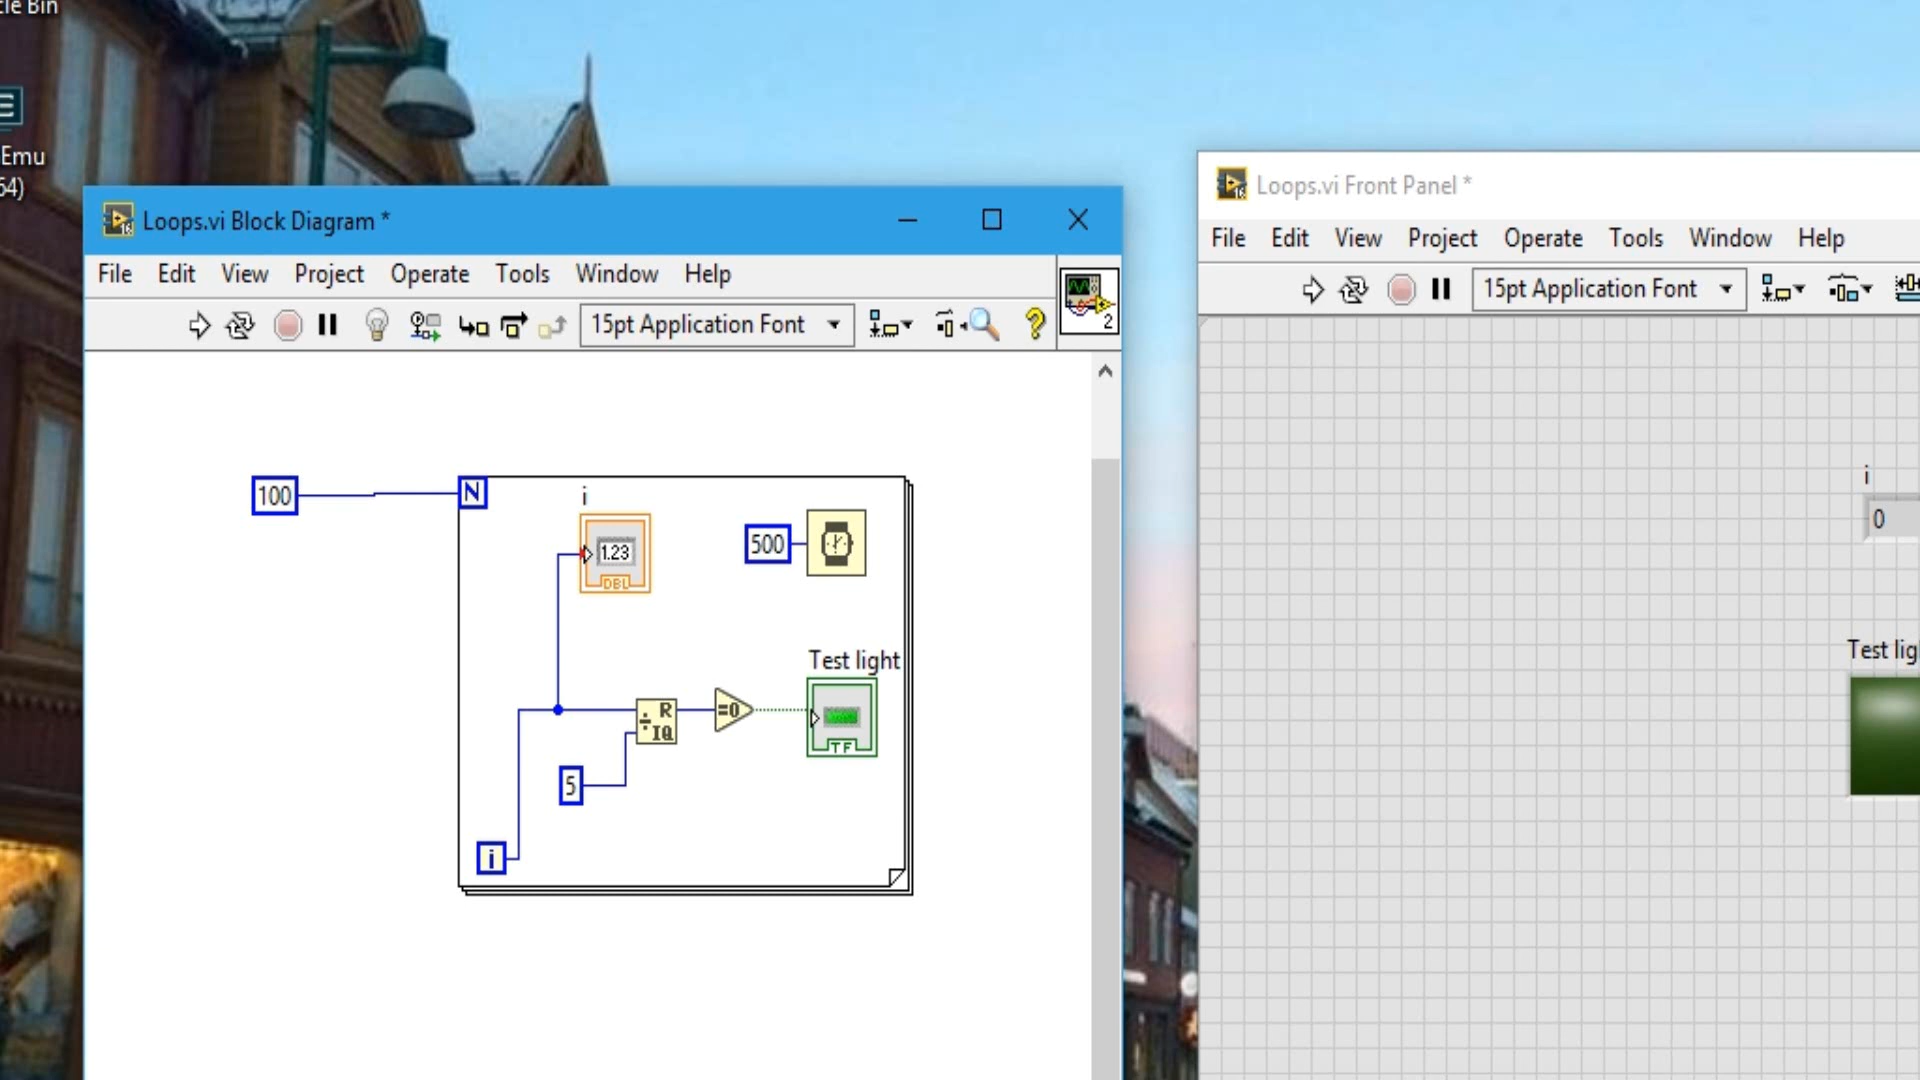 cle Bin
Emu
64)
Loops.vi Block Diagram *
File Edit View Project Operate Tools Window Help
15pt Application Font
2
100
N
i
1.23
DBL
500
Test light
R
IQ
=0
TF
5
i
Loops.vi Front Panel *
File Edit View Project Operate Tools Window Help
15pt Application Font
i
0
Test lig